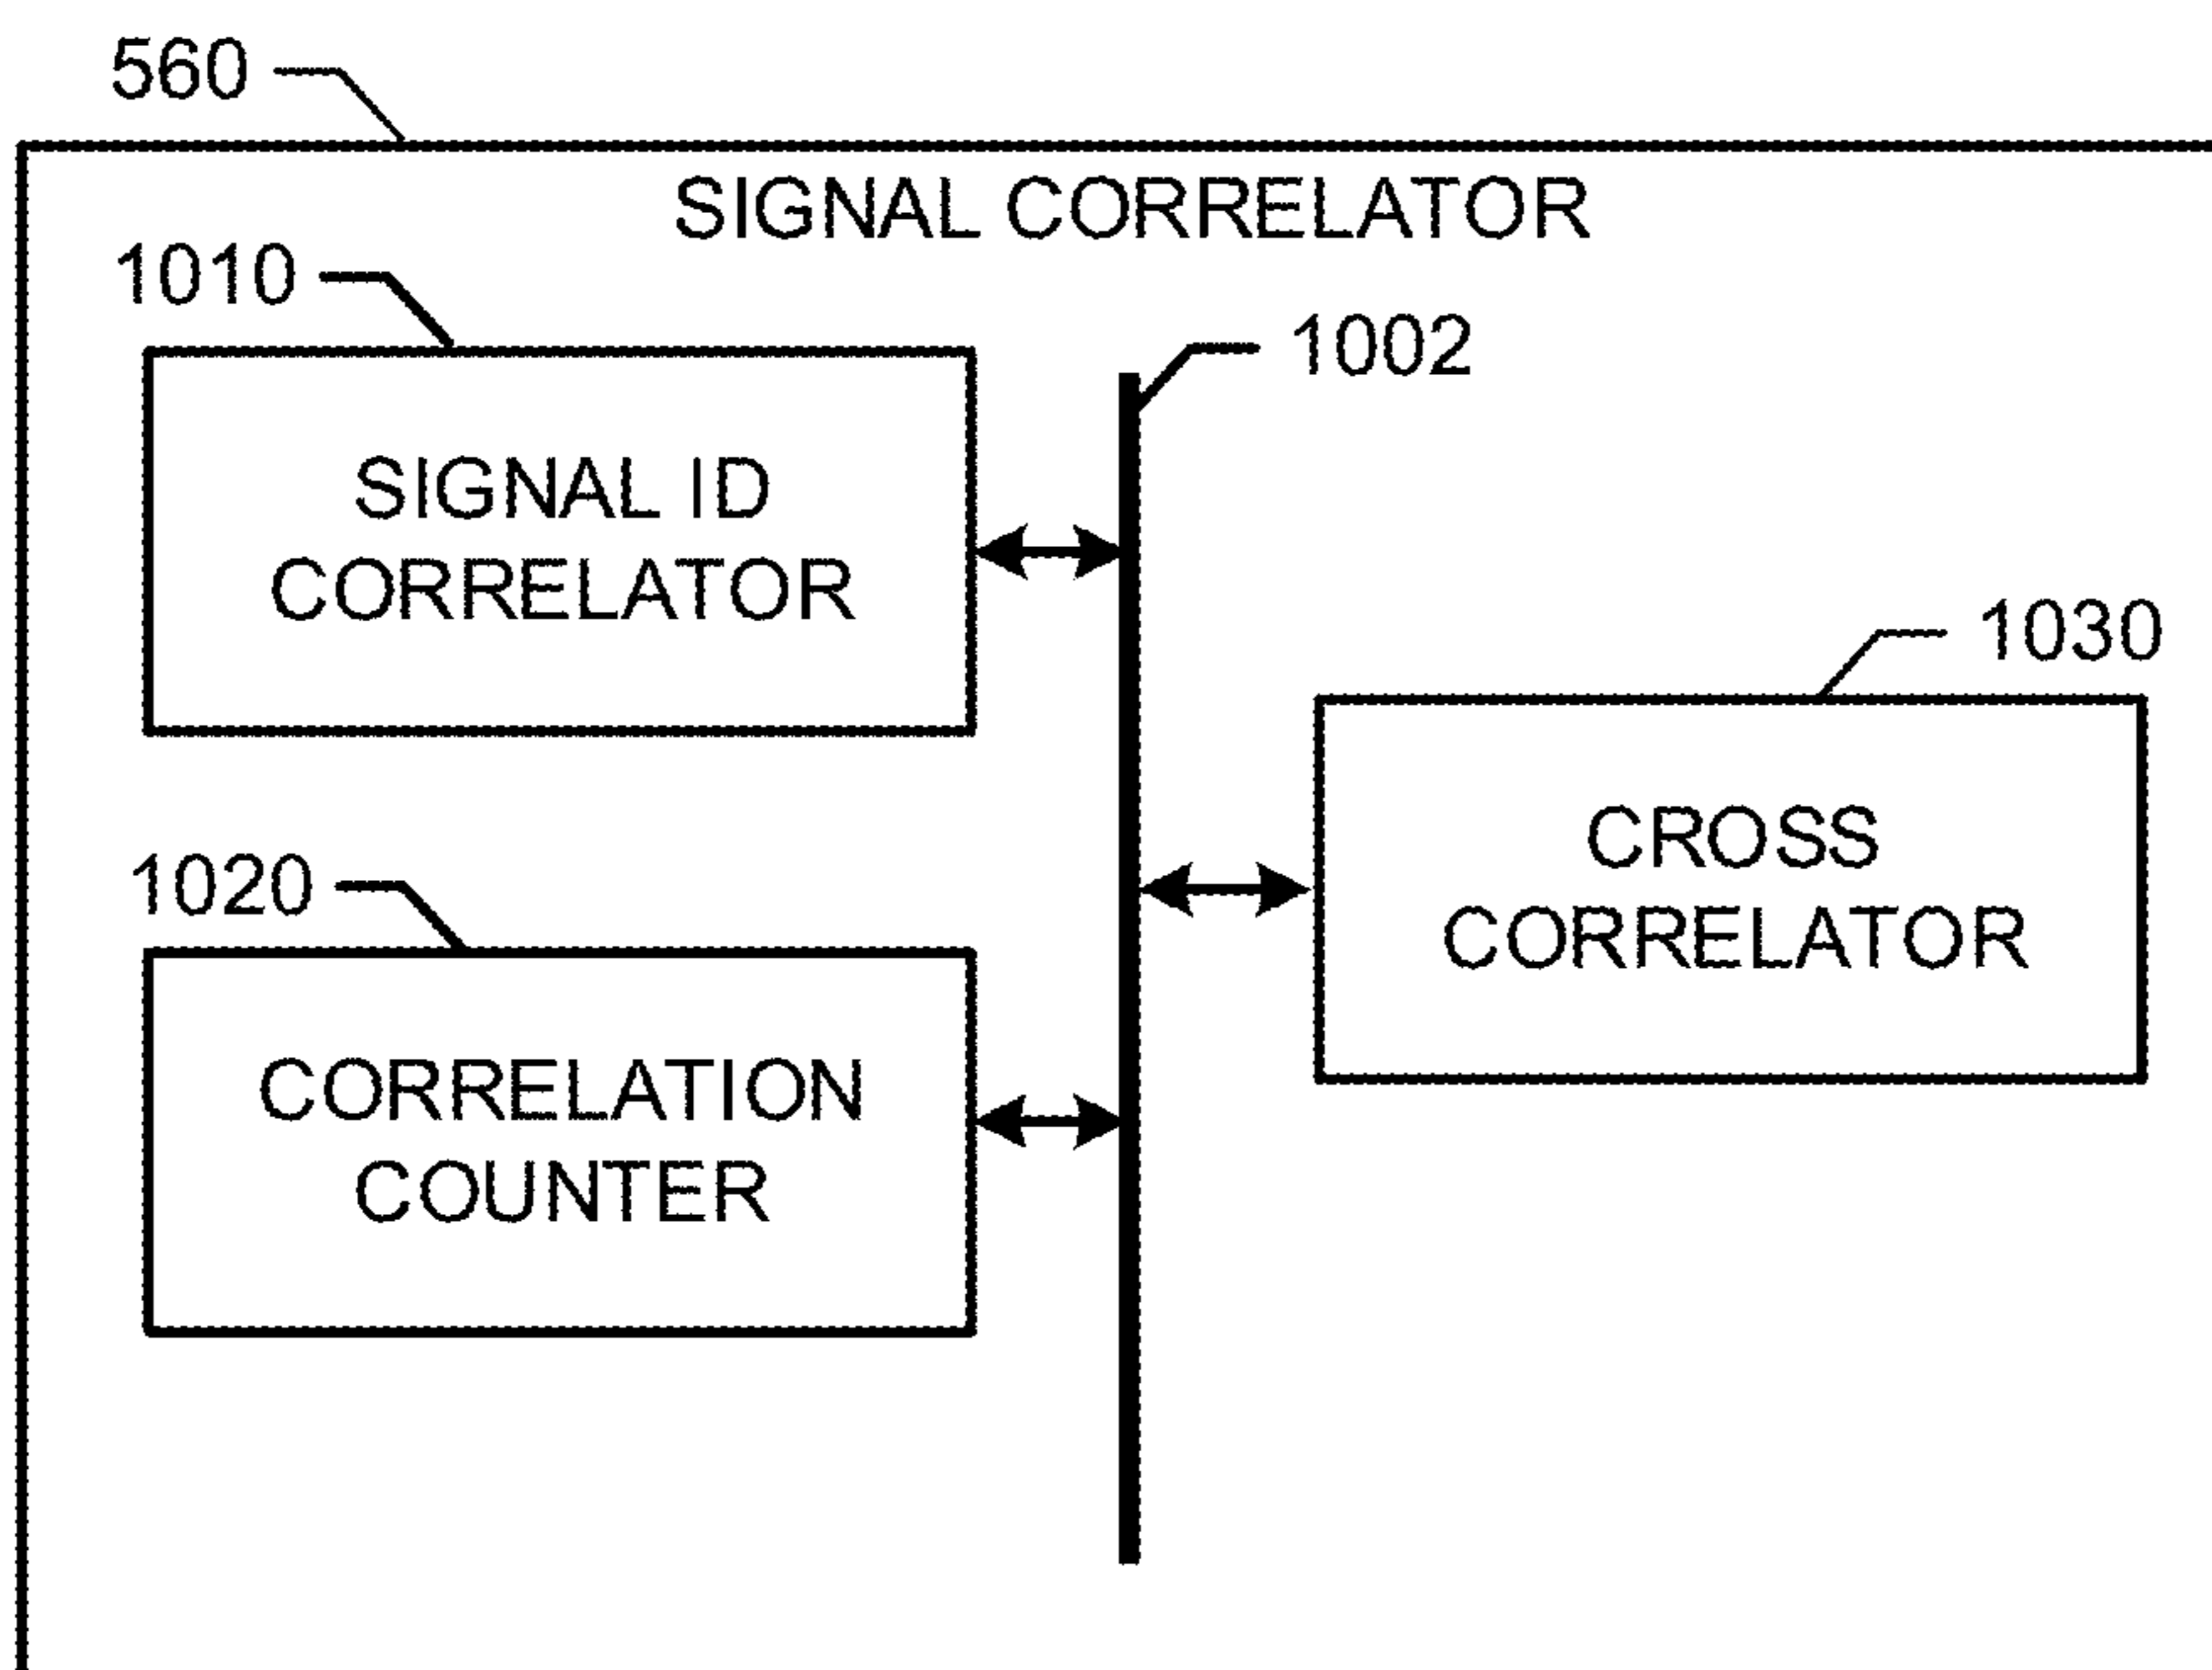 560
SIGNAL CORRELATOR
1010
1002
SIGNAL ID
CORRELATOR
1030
CROSS
CORRELATOR
1020
CORRELATION
COUNTER